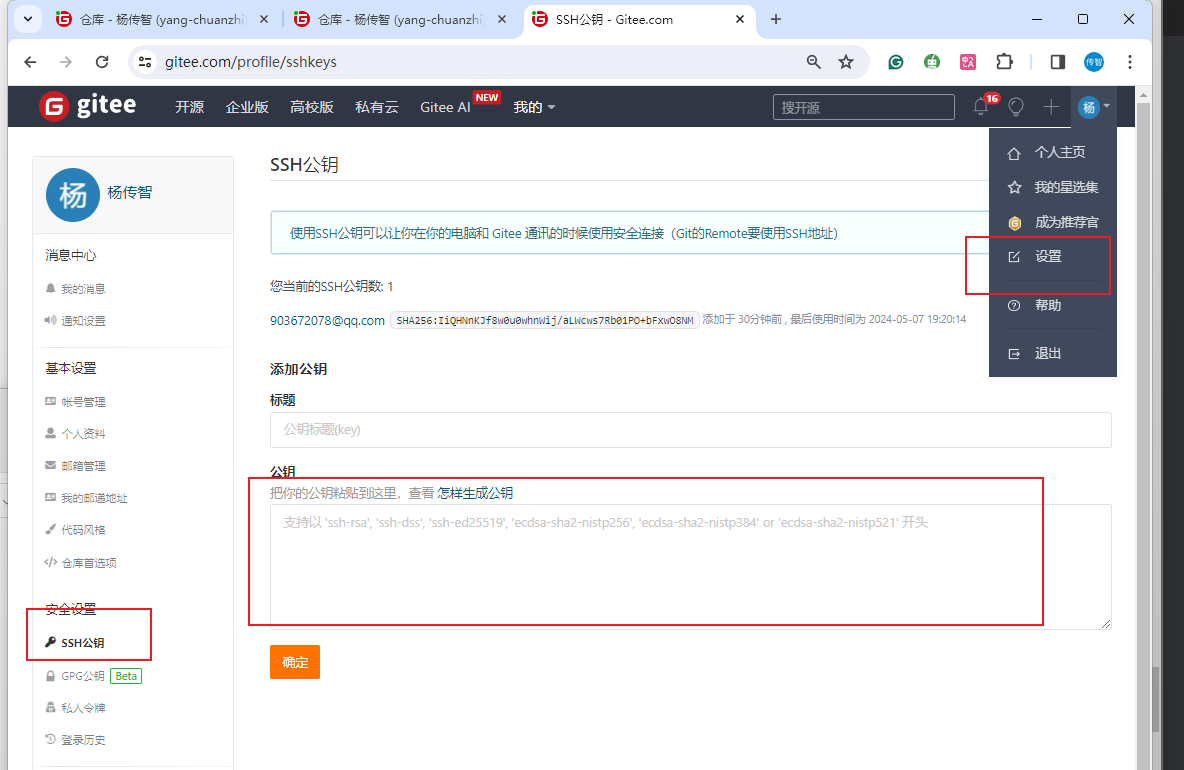 仓库 - 杨传智 (yang-chuanzhi
仓库 - 杨传智 (yang-chuanzhi
SSH公钥 - Gitee.com
gitee.com/profile/sshkeys
传智
gitee 开源 企业版 高校版 私有云 Gitee AI NEW 我的 搜开源 16 杨
个人主页
我的星选集
成为推荐官
设置
帮助
退出
杨 杨传智
消息中心
我的消息
通知设置
基本设置
帐号管理
个人资料
邮箱管理
我的邮递地址
代码风格
仓库首选项
安全设置
SSH公钥
GPG公钥 Beta
私人令牌
登录历史
SSH公钥
使用SSH公钥可以让你在你的电脑和 Gitee 通讯的时候使用安全连接（Git的Remote要使用SSH地址）
您当前的SSH公钥数: 1
903672078@qq.com SHA256:IiQHNnKJf8w0u0whnWij/aLWcws7Rb01PO+bFxwO8NM 添加于 30分钟前 , 最后使用时间为 2024-05-07 19:20:14
添加公钥
标题
公钥标题(key)
公钥
把你的公钥粘贴到这里，查看 怎样生成公钥
支持以 'ssh-rsa', 'ssh-dss', 'ssh-ed25519', 'ecdsa-sha2-nistp256', 'ecdsa-sha2-nistp384' or 'ecdsa-sha2-nistp521' 开头
确定